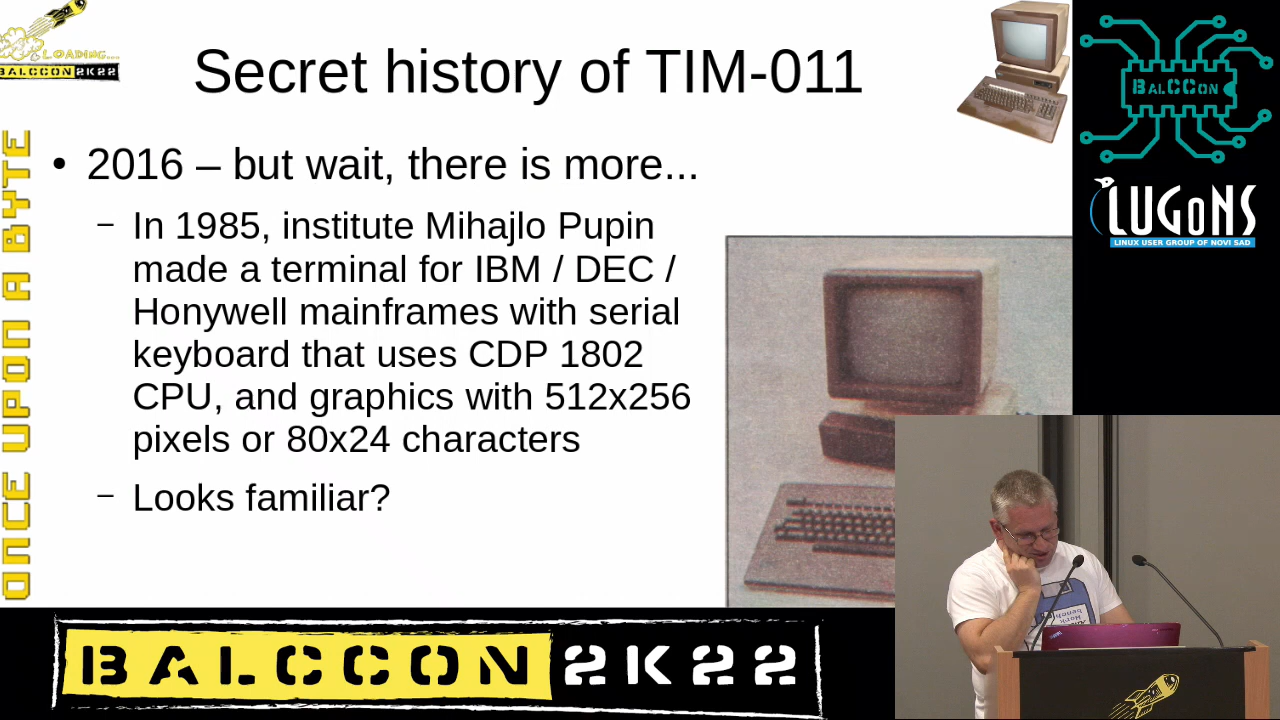 LOADING...
BALCCON2K22
Secret history of TIM-011
BALCCON
LUGoNS
LINUX USER GROUP OF NOVI SAD
ONCE UPON A BYTE
• 2016 – but wait, there is more...
– In 1985, institute Mihajlo Pupin
made a terminal for IBM / DEC /
Honywell mainframes with serial
keyboard that uses CDP 1802
CPU, and graphics with 512x256
pixels or 80x24 characters
– Looks familiar?
BALCCON 2K22